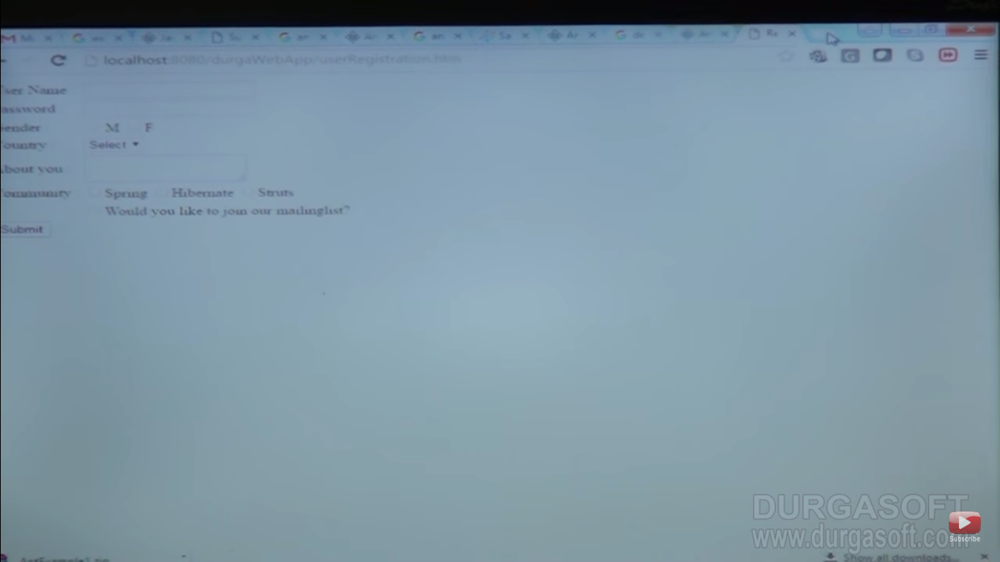 localhost:8080/durgaWebApp/userRegistration.htm
ser Name
assword
ender M F
ountry Select
bout you
ommunity Spring Hibernate Struts
Would you like to join our mailinglist?
Submit
DURGASOFT
www.durgasoft.com
Subscribe
Show all downloads...